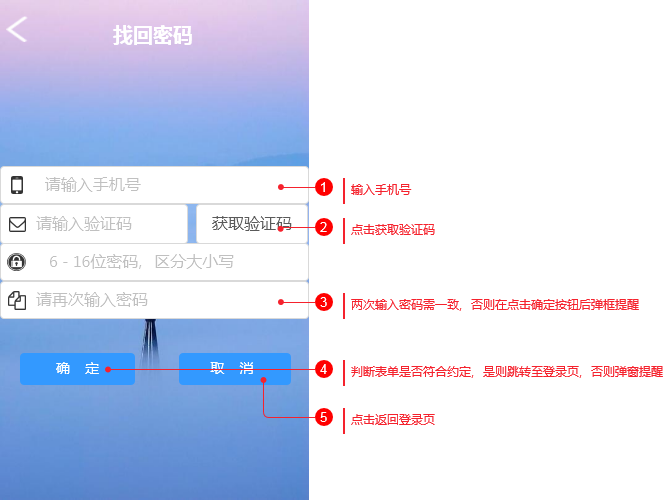 找回密码
请输入手机号
1 输入手机号
请输入验证码 获取验证码
2 点击获取验证码
6 - 16位密码，区分大小写
请再次输入密码
3 两次输入密码需一致，否则在点击确定按钮后弹框提醒
确 定 取 消
4 判断表单是否符合约定，是则跳转至登录页，否则弹窗提醒
5 点击返回登录页